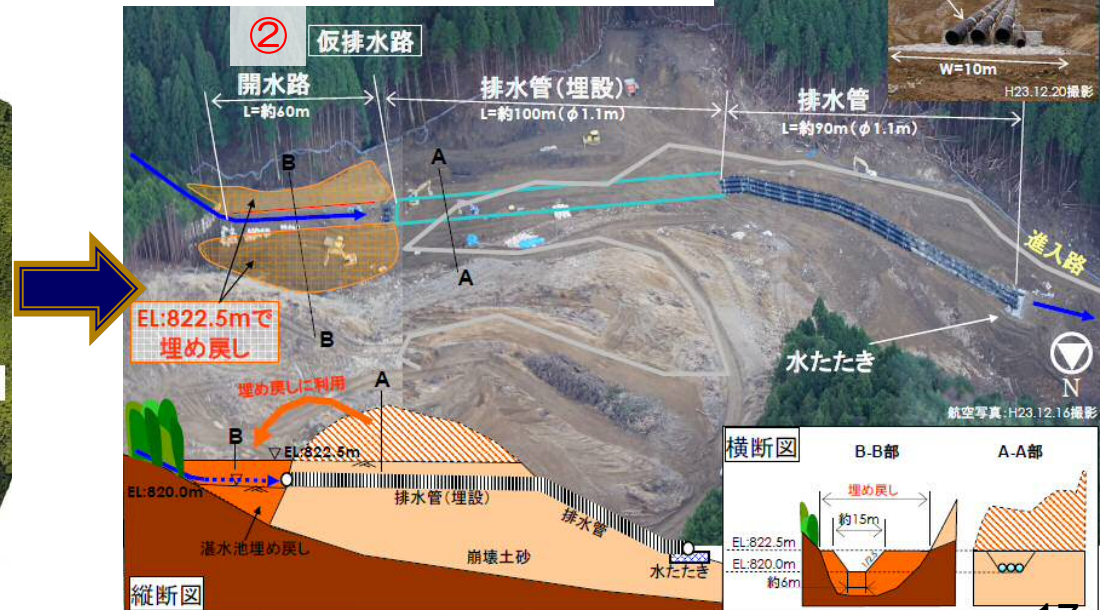 ② 仮排水路
開水路
L=約60m
排水管(埋設)
L=約100m(φ1.1m)
排水管
L=約90m(φ1.1m)
W=10m
H23.12.20撮影
B
A
A
B
EL:822.5mで
埋め戻し
進入路
水たたき
N
航空写真:H23.12.16撮影
埋め戻しに利用
A
B
▽EL:822.5m
EL:820.0m
排水管(埋設)
排水管
湛水池埋め戻し
崩壊土砂
水たたき
縦断図
横断図
B-B部
A-A部
埋め戻し
約15m
EL:822.5m
1/2.5
EL:820.0m
約6m